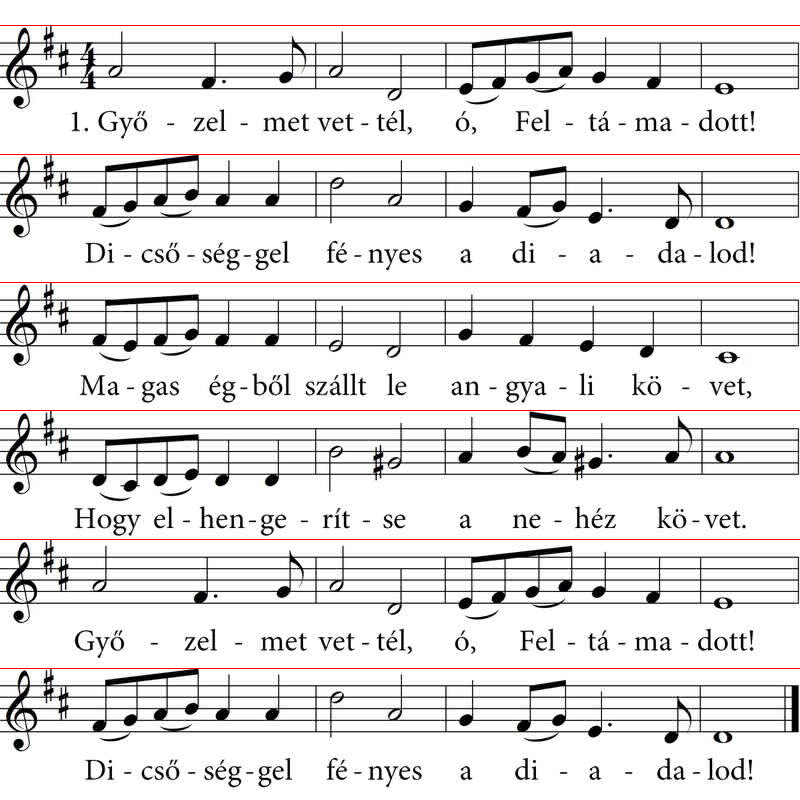 1. Győ - zel - met vet - tél, ó, Fel - tá - ma - dott!
Di - cső - ség - gel fé - nyes a di - a - da - lod!
Ma - gas ég - ből szállt le an - gya - li kö - vet,
Hogy el - hen - ge - rít - se a ne - héz kö - vet.
Győ - zel - met vet - tél, ó, Fel - tá - ma - dott!
Di - cső - ség - gel fé - nyes a di - a - da - lod!